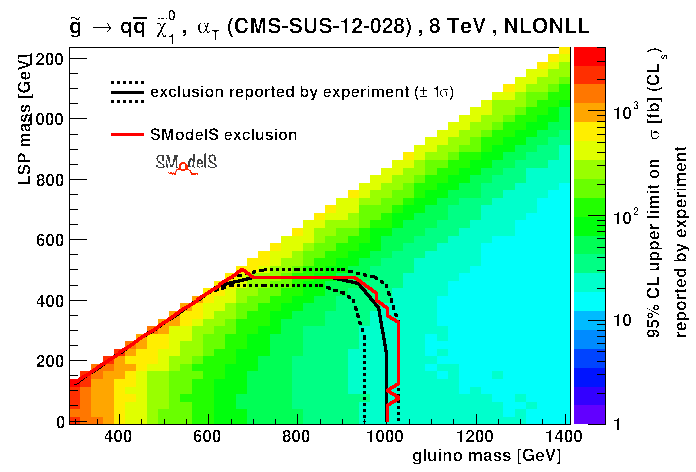 g̃ → qq̅ χ̃₁⁰ , α_T (CMS-SUS-12-028) , 8 TeV , NLONLL
LSP mass [GeV]
1200
1000
800
600
400
200
0
exclusion reported by experiment (± 1σ)
SModelS exclusion
SModelS
400
600
800
1000
1200
1400
gluino mass [GeV]
10³
10²
10
1
95% CL upper limit on σ [fb] (CLₛ)
reported by experiment